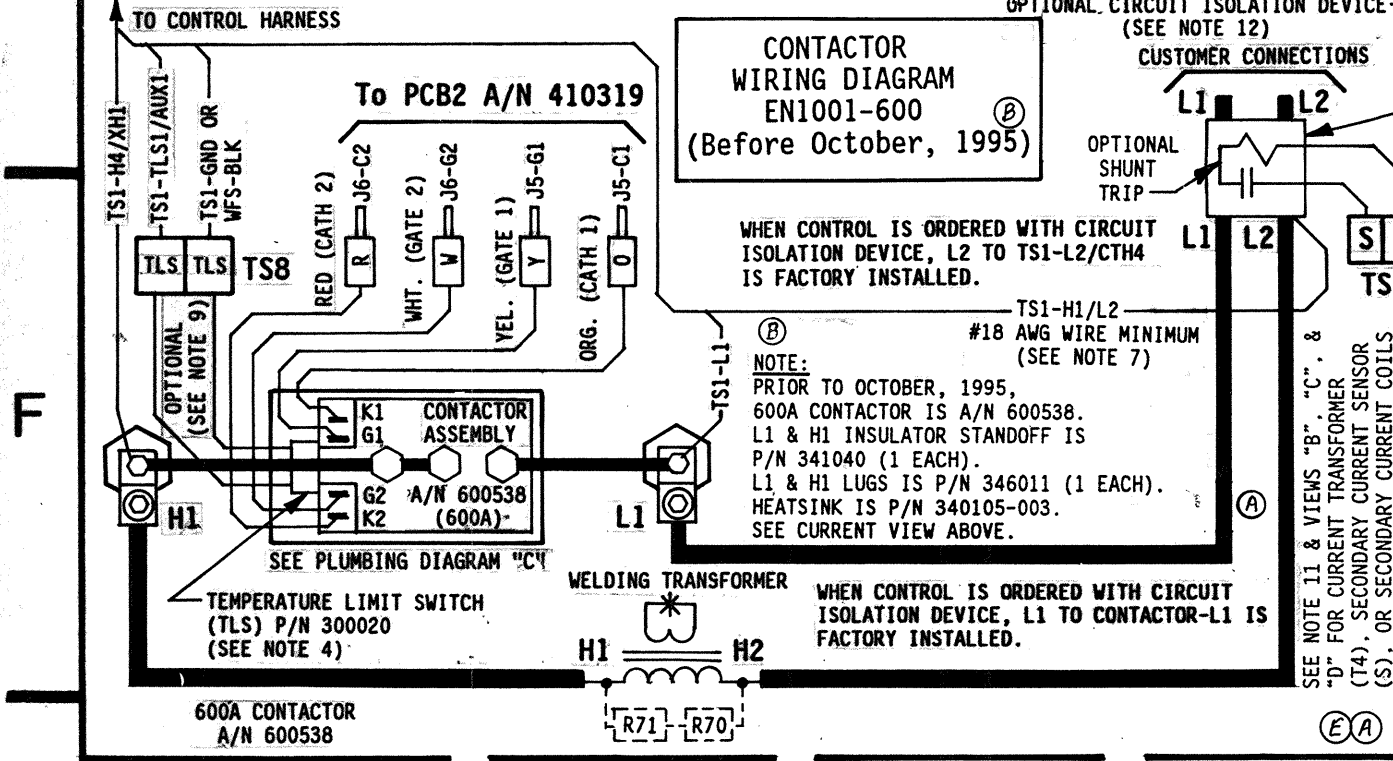 TO CONTROL HARNESS
OPTIONAL CIRCUIT ISOLATION DEVICE
(SEE NOTE 12)
CUSTOMER CONNECTIONS
L1
L2
CONTACTOR
WIRING DIAGRAM
EN1001-600
(Before October, 1995)
B
To PCB2 A/N 410319
TS1-H4/XH1
TS1-TLS1/AUX1
TS1-GND OR
WFS-BLK
RED (CATH 2)
J6-C2
R
WHT. (GATE 2)
J6-G2
W
YEL. (GATE 1)
J5-G1
Y
ORG. (CATH 1)
J5-C1
O
OPTIONAL
SHUNT
TRIP
TLS
TLS
TS8
OPTIONAL
(SEE NOTE 9)
WHEN CONTROL IS ORDERED WITH CIRCUIT
ISOLATION DEVICE, L2 TO TS1-L2/CTH4
IS FACTORY INSTALLED.
L1
L2
S
TS
TS1-H1/L2
#18 AWG WIRE MINIMUM
(SEE NOTE 7)
TS1-L1
B
NOTE:
PRIOR TO OCTOBER, 1995,
600A CONTACTOR IS A/N 600538.
L1 & H1 INSULATOR STANDOFF IS
P/N 341040 (1 EACH).
L1 & H1 LUGS IS P/N 346011 (1 EACH).
HEATSINK IS P/N 340105-003.
SEE CURRENT VIEW ABOVE.
F
K1
G1
CONTACTOR
ASSEMBLY
G2
K2
A/N 600538
(600A)
H1
L1
A
SEE PLUMBING DIAGRAM "C"
TEMPERATURE LIMIT SWITCH
(TLS) P/N 300020
(SEE NOTE 4)
WELDING TRANSFORMER
H1
H2
R71
R70
WHEN CONTROL IS ORDERED WITH CIRCUIT
ISOLATION DEVICE, L1 TO CONTACTOR-L1 IS
FACTORY INSTALLED.
SEE NOTE 11 & VIEWS "B", "C", &
"D" FOR CURRENT TRANSFORMER
(T4), SECONDARY CURRENT SENSOR
(S), OR SECONDARY CURRENT COILS
600A CONTACTOR
A/N 600538
E
A